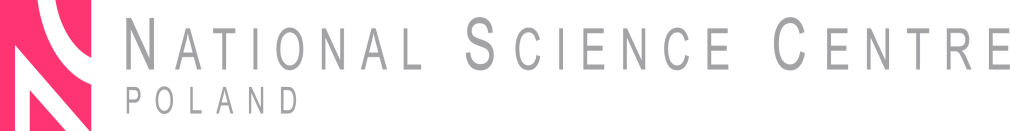 NATIONAL SCIENCE CENTRE
POLAND